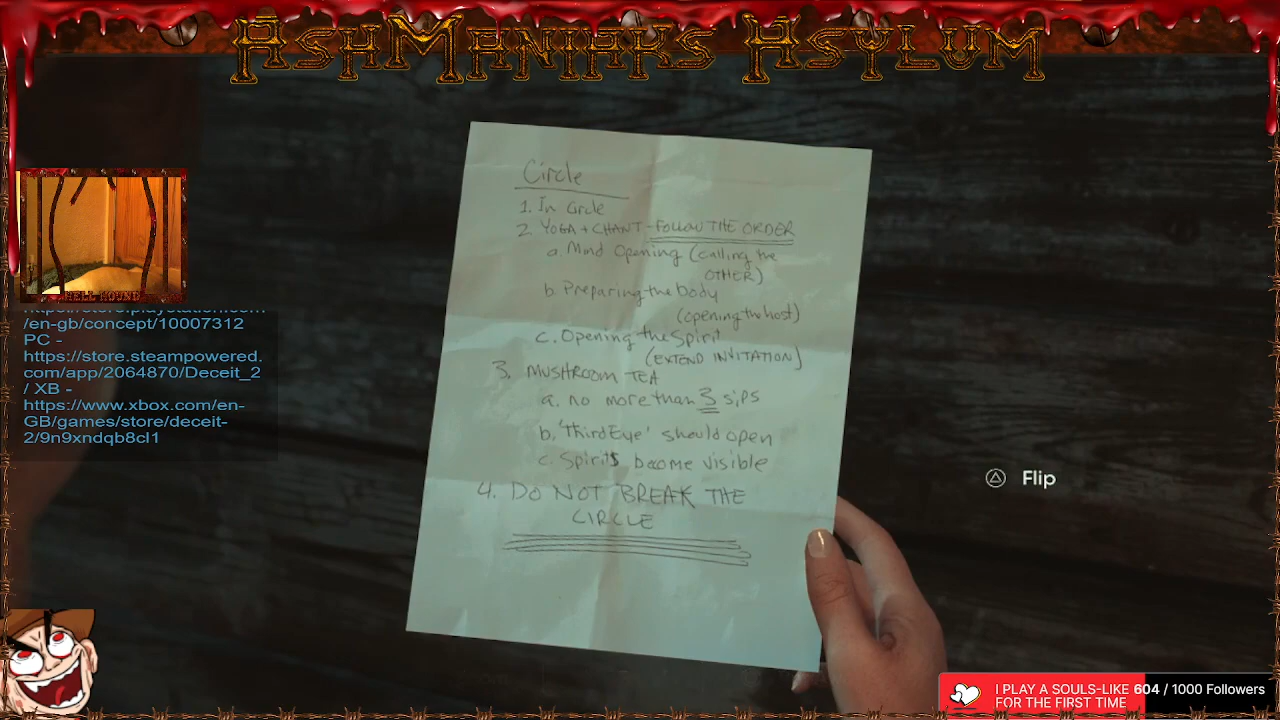 AshManiaks Asylum
Circle
1. In Circle
2. YOGA + CHANT - FOLLOW THE ORDER
a. Mind Opening (calling the
OTHER)
b. Preparing the body
(opening the host)
c. Opening the Spirit
(EXTEND INVITATION)
3. MUSHROOM TEA
a. no more than 3 sips
b. 'Third Eye' should open
c. Spirits become visible
4. DO NOT BREAK THE
CIRCLE
Flip
HELL HOUND
https://store.playstation.com
/en-gb/concept/10007312
PC -
https://store.steampowered.
com/app/2064870/Deceit_2
/ XB -
https://www.xbox.com/en-
GB/games/store/deceit-
2/9n9xndqb8cl1
I PLAY A SOULS-LIKE
FOR THE FIRST TIME
604 / 1000 Followers